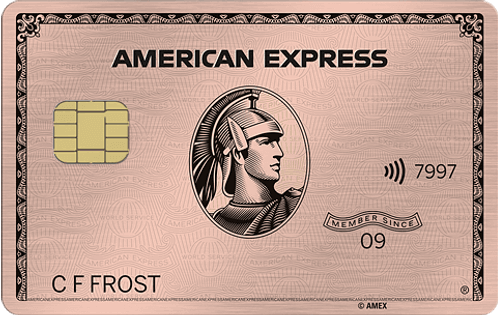 AMERICAN EXPRESS
7997
MEMBER SINCE
09
C F FROST
®
© AMEX